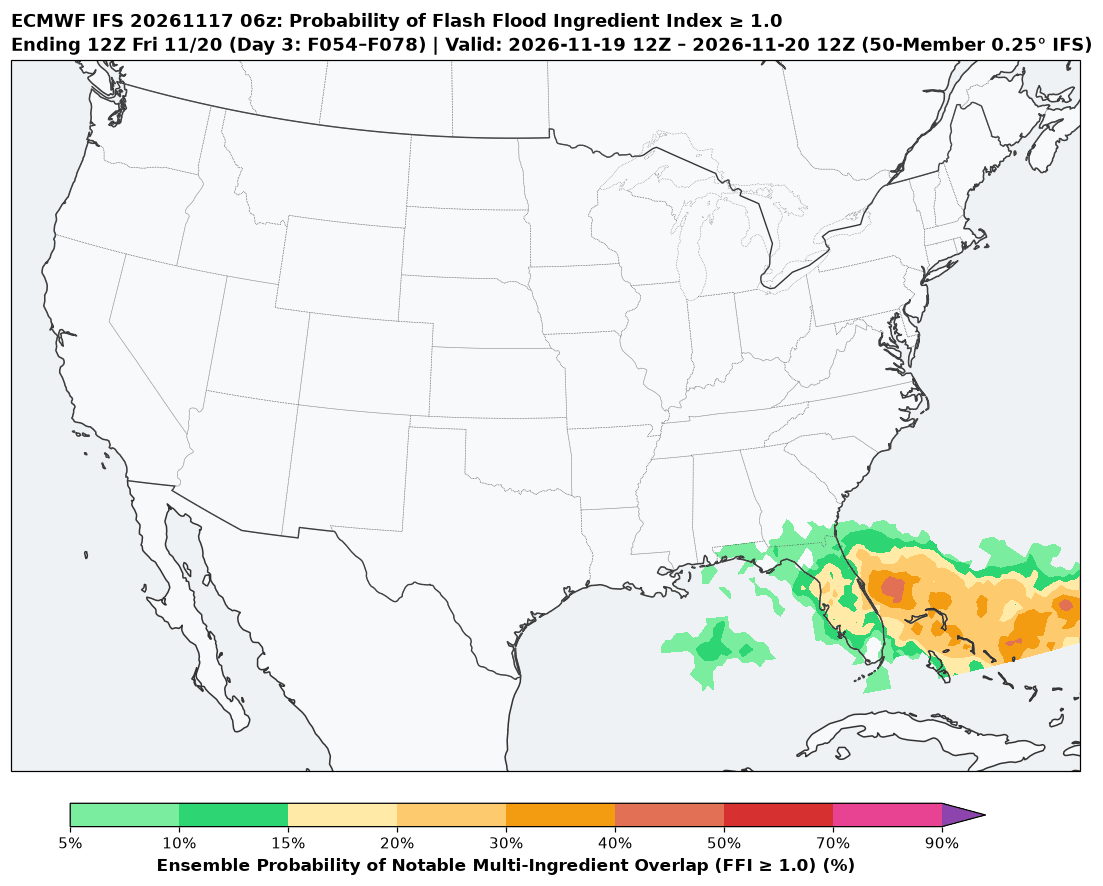 ECMWF IFS 20261117 06z: Probability of Flash Flood Ingredient Index ≥ 1.0
Ending 12Z Fri 11/20 (Day 3: F054–F078) | Valid: 2026-11-19 12Z – 2026-11-20 12Z (50-Member 0.25° IFS)
5% 10% 15% 20% 30% 40% 50% 70% 90%
Ensemble Probability of Notable Multi-Ingredient Overlap (FFI ≥ 1.0) (%)